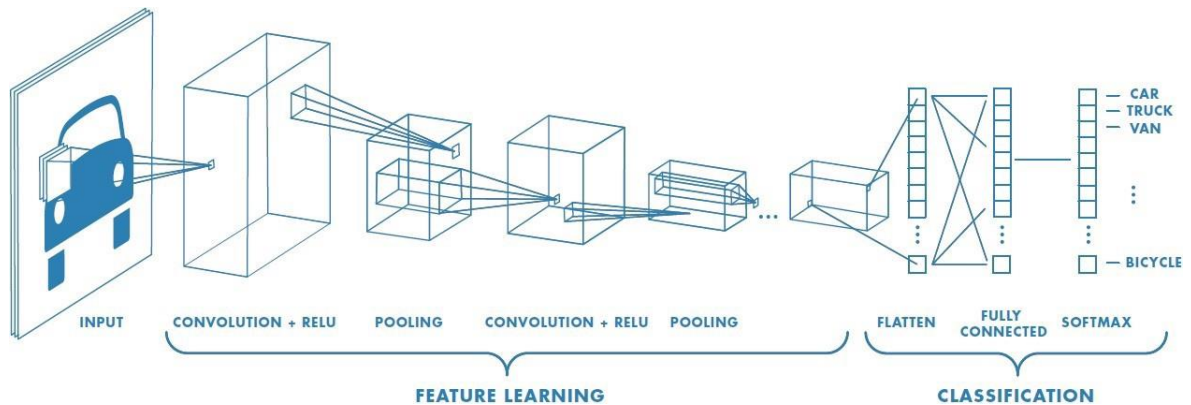 CAR
TRUCK
VAN
BICYCLE
INPUT
CONVOLUTION + RELU
POOLING
CONVOLUTION + RELU
POOLING
FLATTEN
FULLY
CONNECTED
SOFTMAX
FEATURE LEARNING
CLASSIFICATION